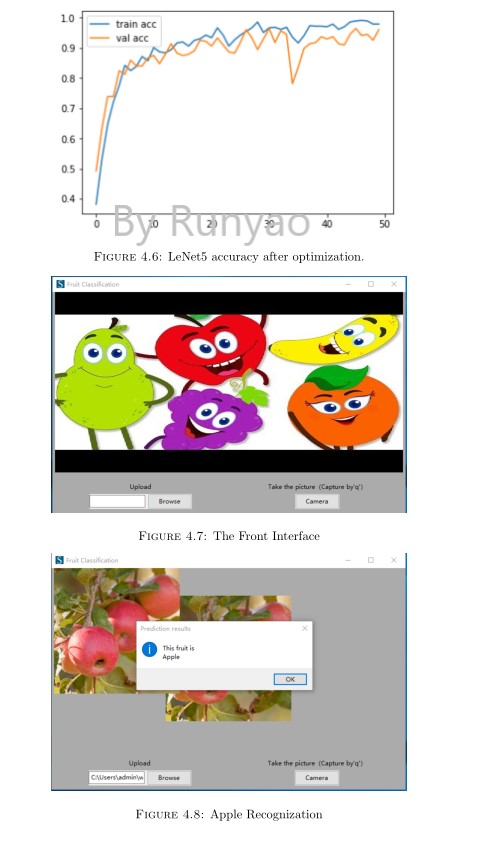 1.0
0.9
0.8
0.7
0.6
0.5
0.4
train acc
val acc
0 10 20 30 40 50
By Runyao
FIGURE 4.6: LeNet5 accuracy after optimization.
Fruit Classification
Upload Take the picture (Capture by'q')
Browse Camera
FIGURE 4.7: The Front Interface
Fruit Classification
Prediction results
This fruit is
Apple
OK
Upload Take the picture (Capture by'q')
C:\Users\admin\w Browse Camera
FIGURE 4.8: Apple Recognization